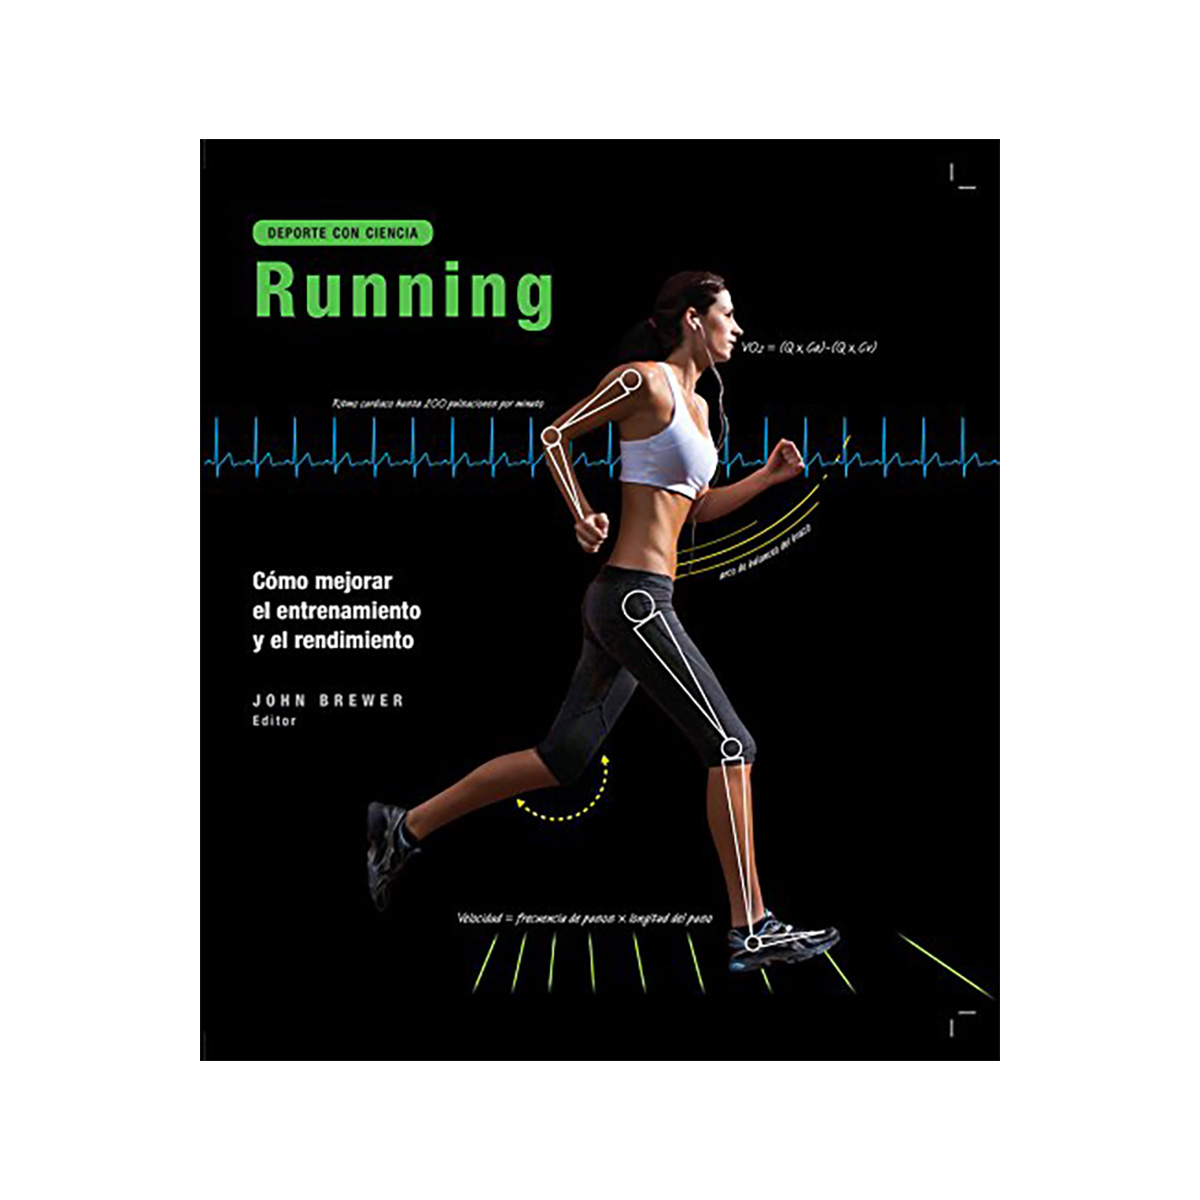 DEPORTE CON CIENCIA
Running
VO₂ = (Q x Ca)-(Q x Cv)
Ritmo cardíaco hasta 200 pulsaciones por minuto
arco de balanceo del brazo
Cómo mejorar
el entrenamiento
y el rendimiento
JOHN BREWER
Editor
Velocidad = frecuencia de pasos × longitud del paso